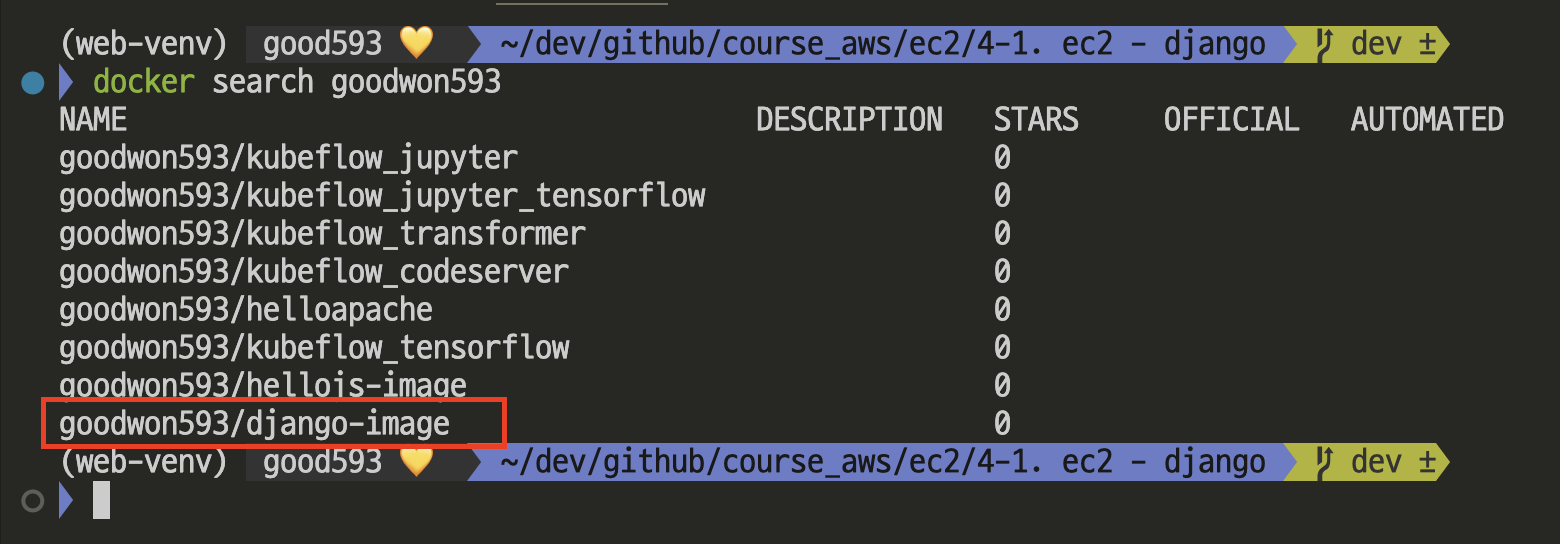 (web-venv) good593 💛 ~/dev/github/course_aws/ec2/4-1. ec2 - django dev ±
docker search goodwon593
NAME DESCRIPTION STARS OFFICIAL AUTOMATED
goodwon593/kubeflow_jupyter 0
goodwon593/kubeflow_jupyter_tensorflow 0
goodwon593/kubeflow_transformer 0
goodwon593/kubeflow_codeserver 0
goodwon593/helloapache 0
goodwon593/kubeflow_tensorflow 0
goodwon593/hellojs-image 0
goodwon593/django-image 0
(web-venv) good593 💛 ~/dev/github/course_aws/ec2/4-1. ec2 - django dev ±